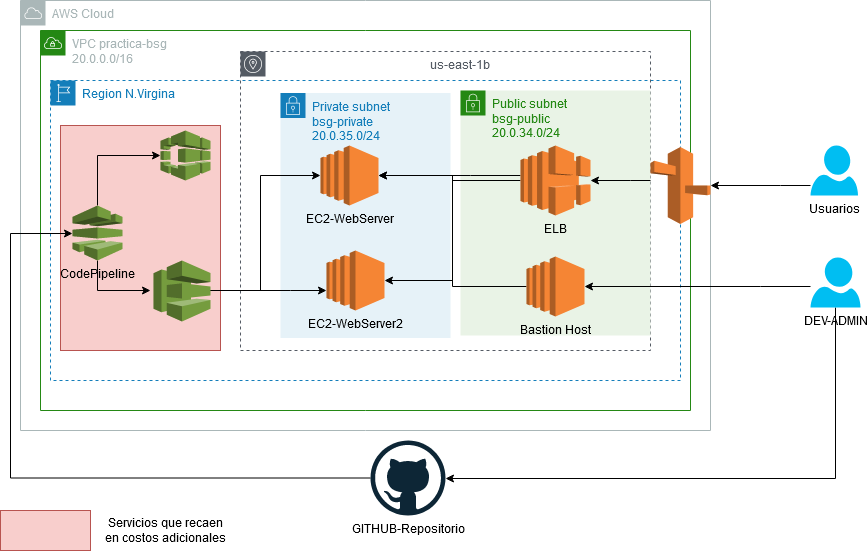 AWS Cloud
VPC practica-bsg
20.0.0.0/16
us-east-1b
Region N.Virgina
Private subnet
bsg-private
20.0.35.0/24
Public subnet
bsg-public
20.0.34.0/24
EC2-WebServer
ELB
Usuarios
CodePipeline
EC2-WebServer2
Bastion Host
DEV-ADMIN
GITHUB-Repositorio
Servicios que recaen
en costos adicionales